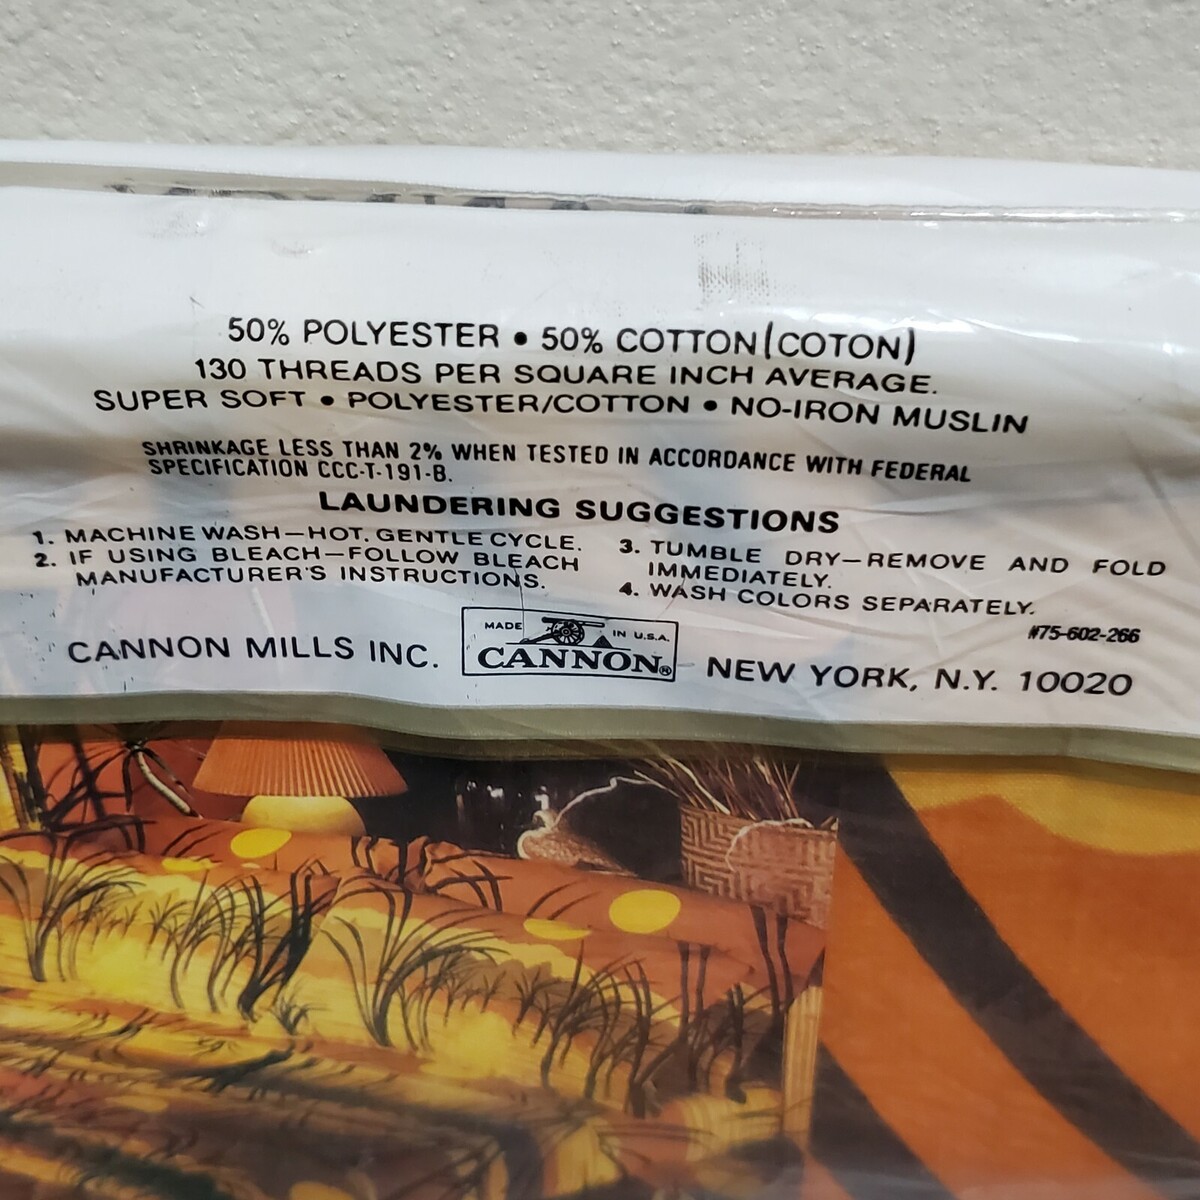 50% POLYESTER • 50% COTTON (COTON)
130 THREADS PER SQUARE INCH AVERAGE.
SUPER SOFT • POLYESTER/COTTON • NO-IRON MUSLIN
SHRINKAGE LESS THAN 2% WHEN TESTED IN ACCORDANCE WITH FEDERAL
SPECIFICATION CCC-T-191-B.
LAUNDERING SUGGESTIONS
1. MACHINE WASH—HOT. GENTLE CYCLE.
2. IF USING BLEACH—FOLLOW BLEACH
MANUFACTURER'S INSTRUCTIONS.
3. TUMBLE DRY—REMOVE AND FOLD
IMMEDIATELY.
4. WASH COLORS SEPARATELY.
#75-602-266
CANNON MILLS INC.
MADE IN U.S.A.
CANNON®
NEW YORK, N.Y. 10020